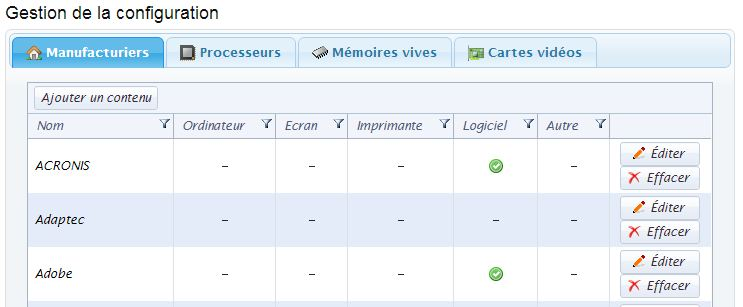 Gestion de la configuration
Manufacturiers Processeurs Mémoires vives Cartes vidéos
Ajouter un contenu
Nom Ordinateur Ecran Imprimante Logiciel Autre
ACRONIS – – – –
Éditer
Effacer
Adaptec – – – – –
Éditer
Effacer
Adobe – – – –
Éditer
Effacer